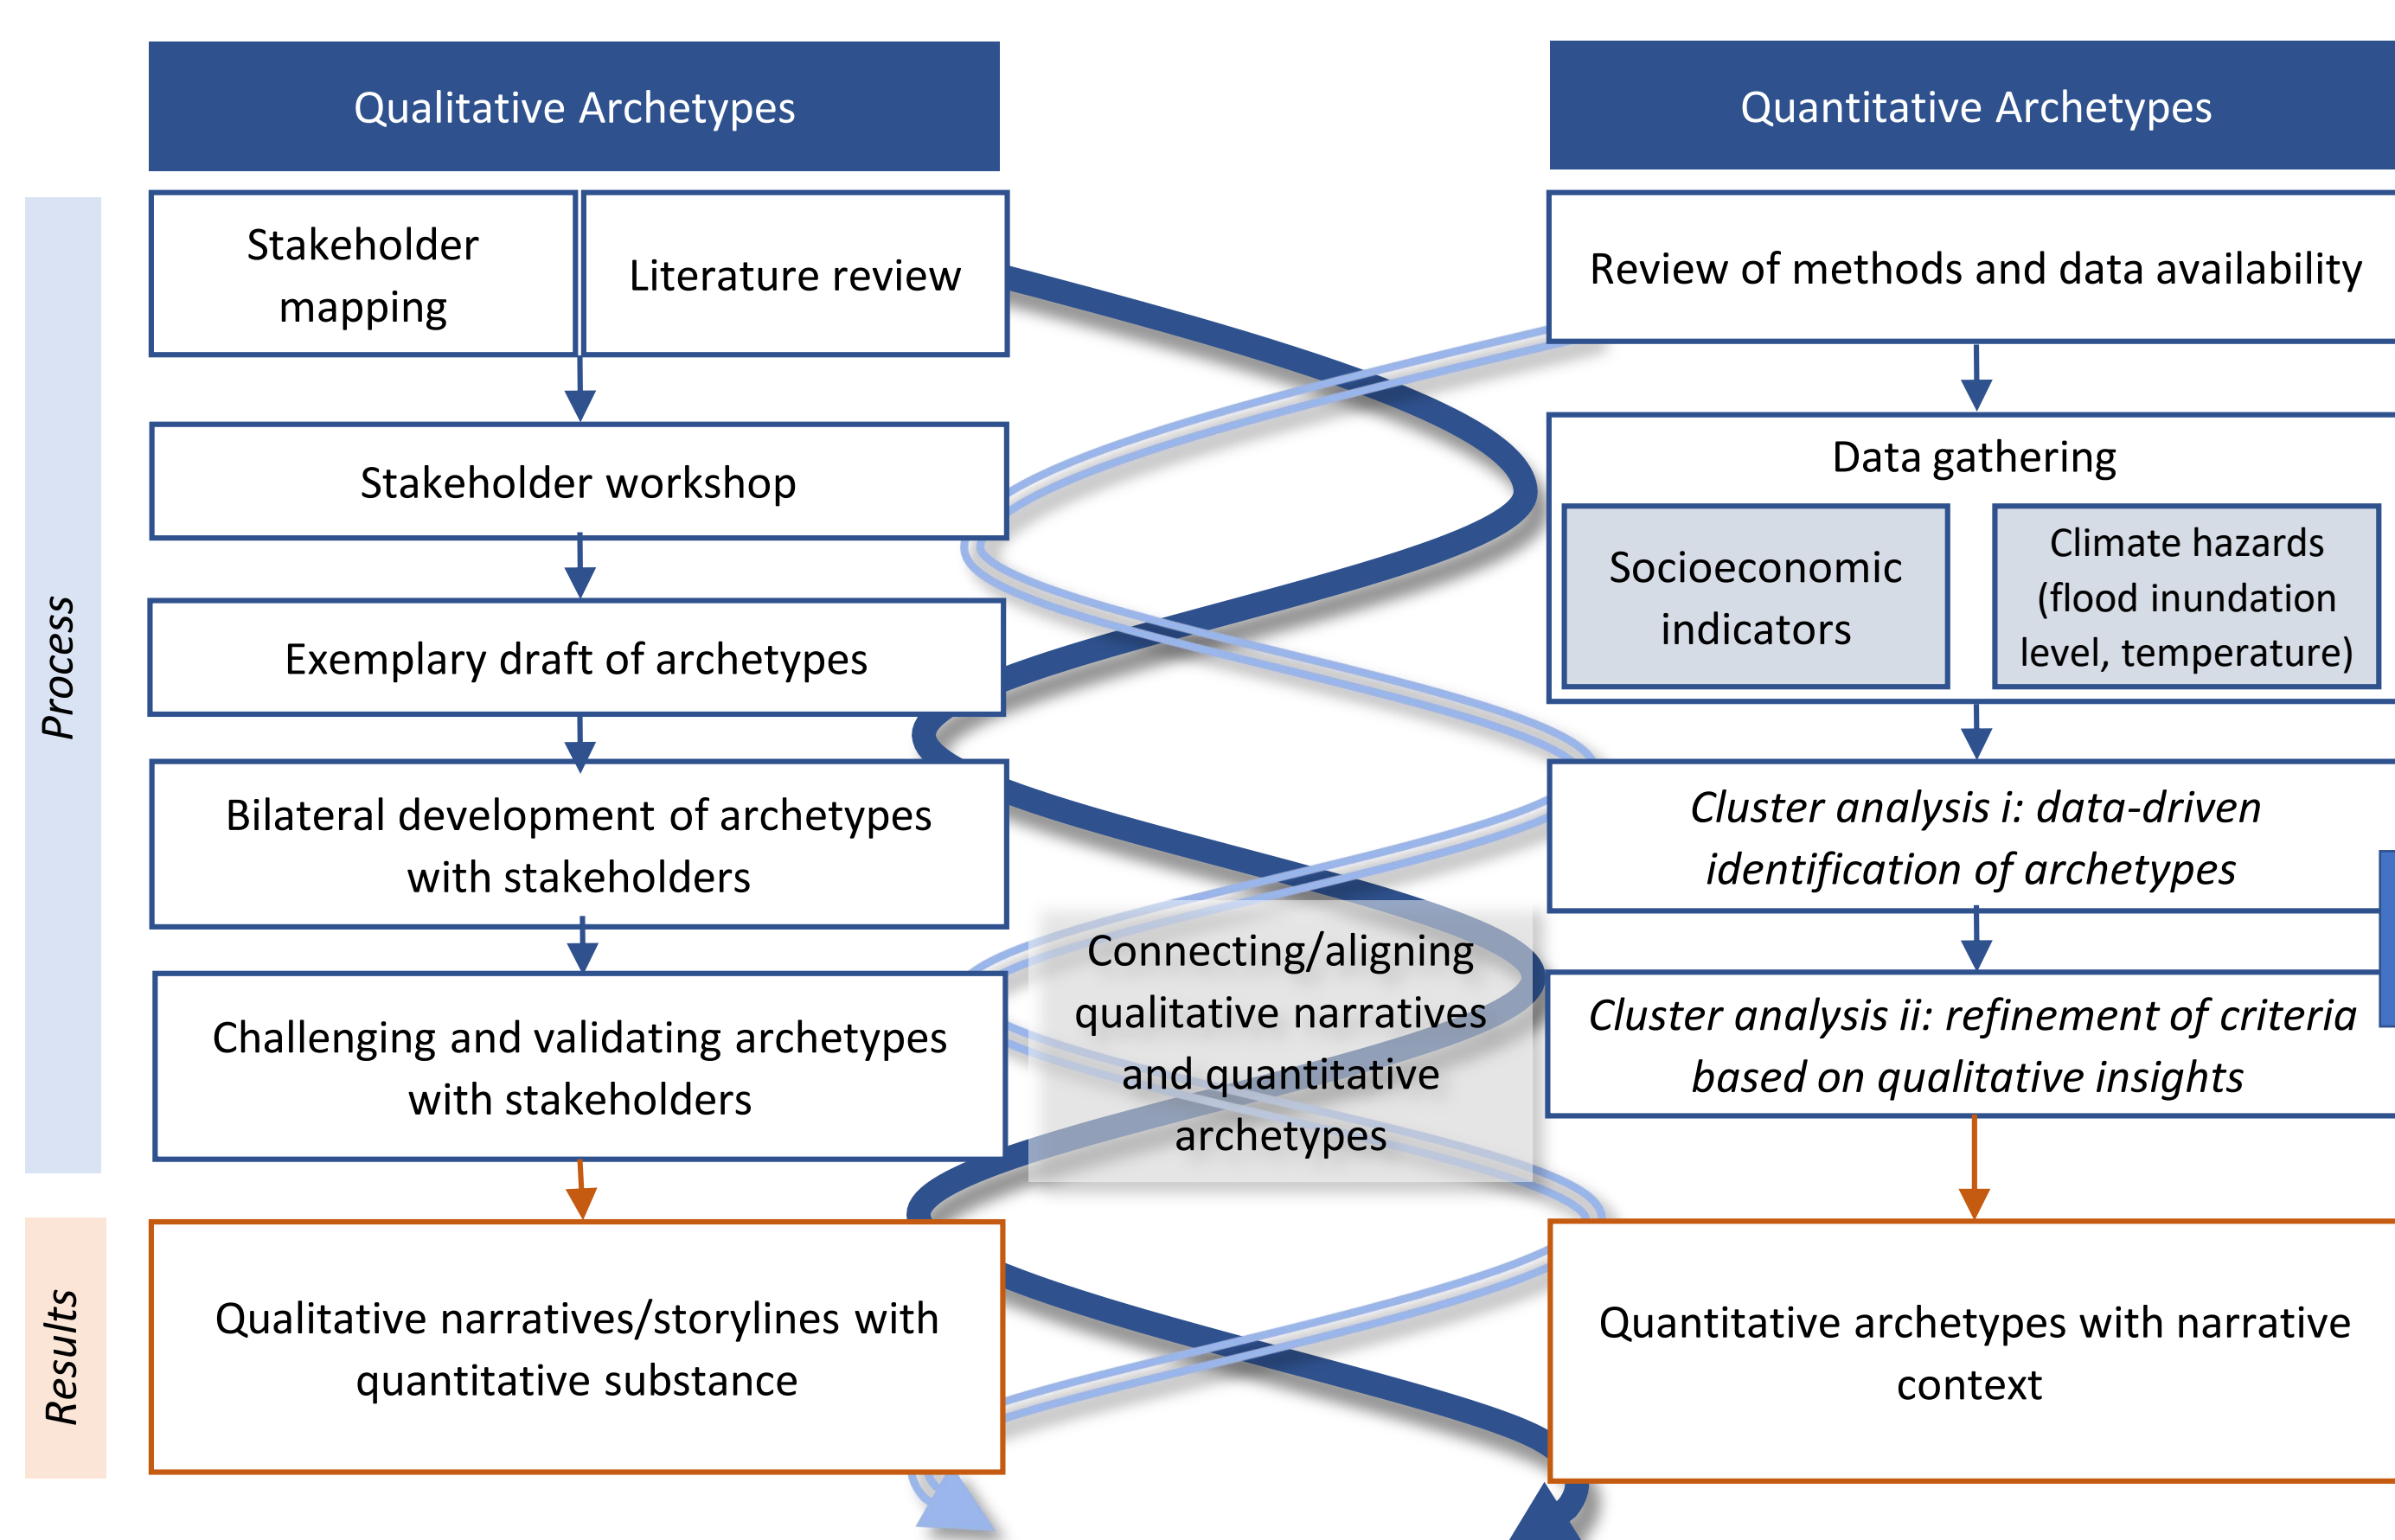 Qualitative Archetypes
Quantitative Archetypes
Process
Stakeholder
mapping
Literature review
Stakeholder workshop
Exemplary draft of archetypes
Bilateral development of archetypes
with stakeholders
Challenging and validating archetypes
with stakeholders
Connecting/aligning
qualitative narratives
and quantitative
archetypes
Review of methods and data availability
Data gathering
Socioeconomic
indicators
Climate hazards
(flood inundation
level, temperature)
Cluster analysis i: data-driven
identification of archetypes
Cluster analysis ii: refinement of criteria
based on qualitative insights
Results
Qualitative narratives/storylines with
quantitative substance
Quantitative archetypes with narrative
context